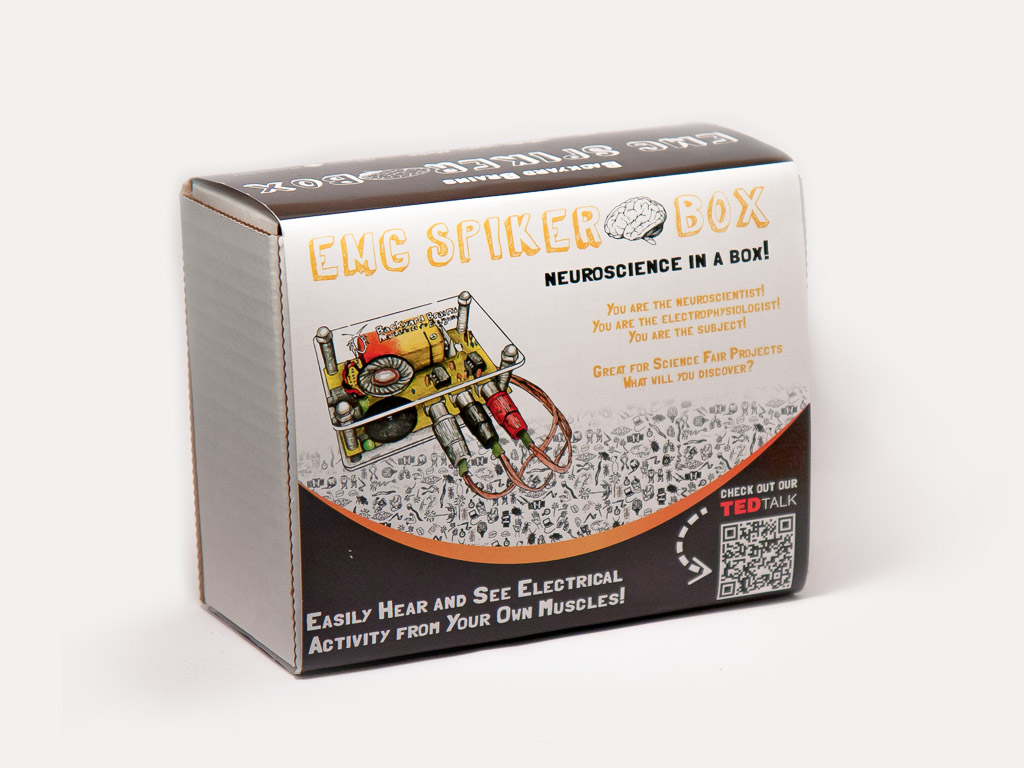 EMG SPIKER BOX
BACKYARD BRAINS
EMG SPIKER BOX
NEUROSCIENCE IN A BOX!
YOU ARE THE NEUROSCIENTIST!
YOU ARE THE ELECTROPHYSIOLOGIST!
YOU ARE THE SUBJECT!
GREAT FOR SCIENCE FAIR PROJECTS
WHAT WILL YOU DISCOVER?
Backyard Brains
CHECK OUT OUR
TEDTALK
EASILY HEAR AND SEE ELECTRICAL
ACTIVITY FROM YOUR OWN MUSCLES!